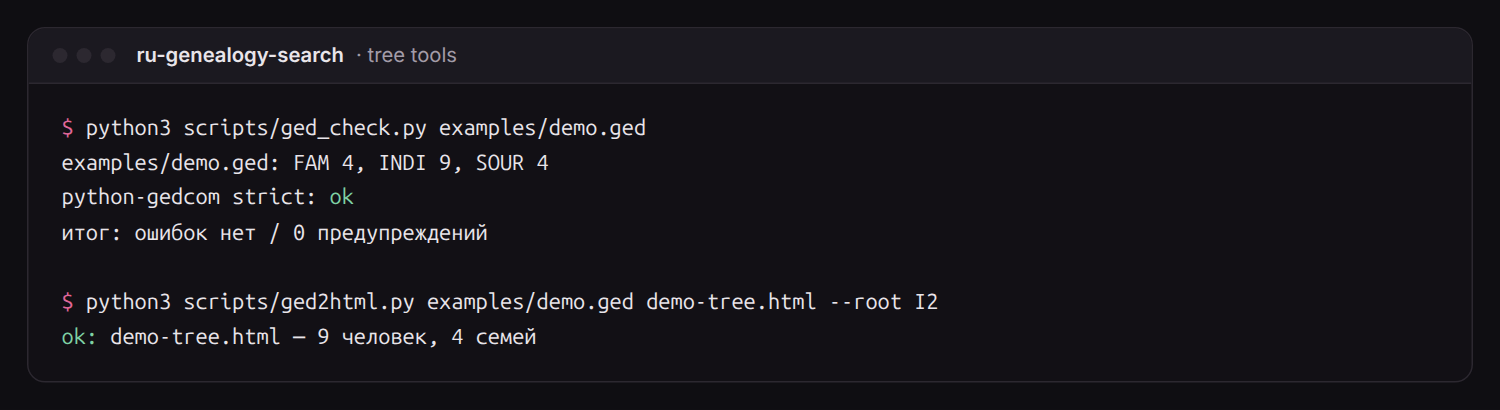 ru-genealogy-search · tree tools
$ python3 scripts/ged_check.py examples/demo.ged
examples/demo.ged: FAM 4, INDI 9, SOUR 4
python-gedcom strict: ok
итог: ошибок нет / 0 предупреждений
$ python3 scripts/ged2html.py examples/demo.ged demo-tree.html --root I2
ok: demo-tree.html — 9 человек, 4 семей